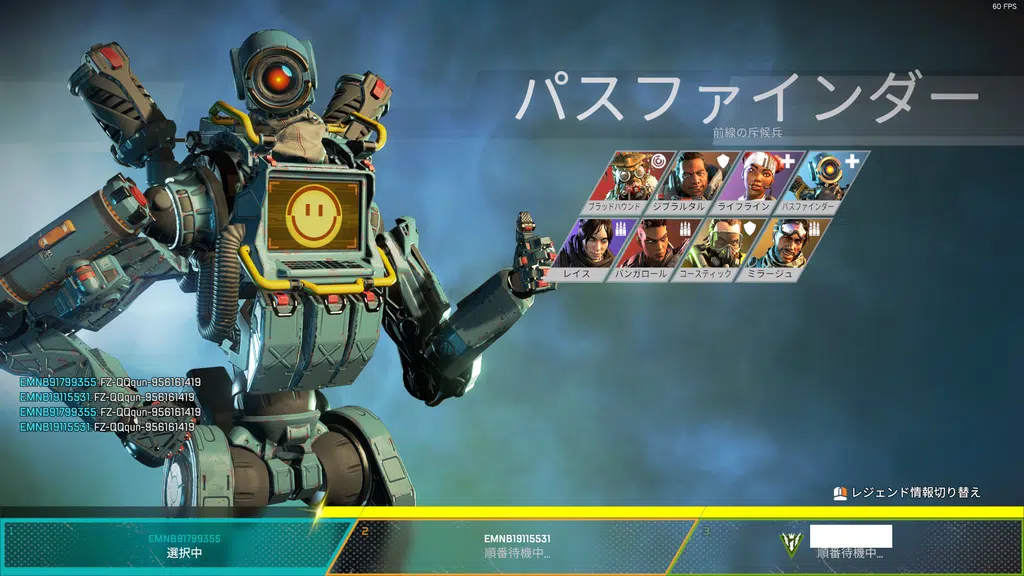 60 FPS
パスファインダー
前線の斥候兵
ブラッドハウンド ジブラルタル ライフライン パスファインダー
レイス バンガロール コースティック ミラージュ
EMNB91799355 FZ-QQqun-956161419
EMNB19115531 FZ-QQqun-956161419
EMNB91799355 FZ-QQqun-956161419
EMNB19115531 FZ-QQqun-956161419
レジェンド情報切り替え
EMNB91799355
選択中
2
EMNB19115531
順番待機中...
3
順番待機中...